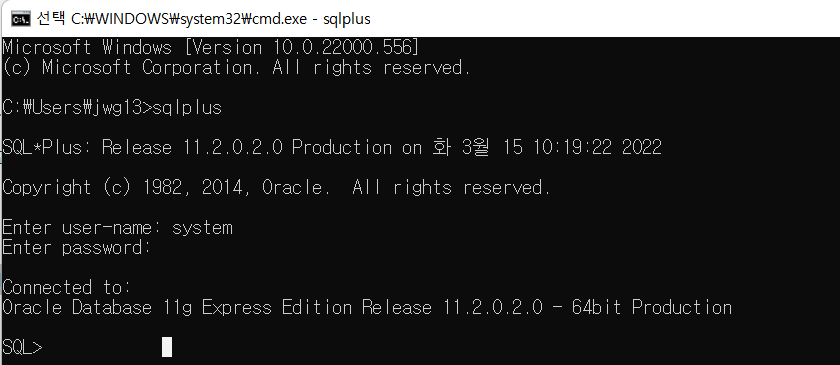 선택 C:₩WINDOWS₩system32₩cmd.exe - sqlplus
Microsoft Windows [Version 10.0.22000.556]
(c) Microsoft Corporation. All rights reserved.
C:₩Users₩jwg13>sqlplus
SQL*Plus: Release 11.2.0.2.0 Production on 화 3월 15 10:19:22 2022
Copyright (c) 1982, 2014, Oracle.  All rights reserved.
Enter user-name: system
Enter password:
Connected to:
Oracle Database 11g Express Edition Release 11.2.0.2.0 - 64bit Production
SQL>